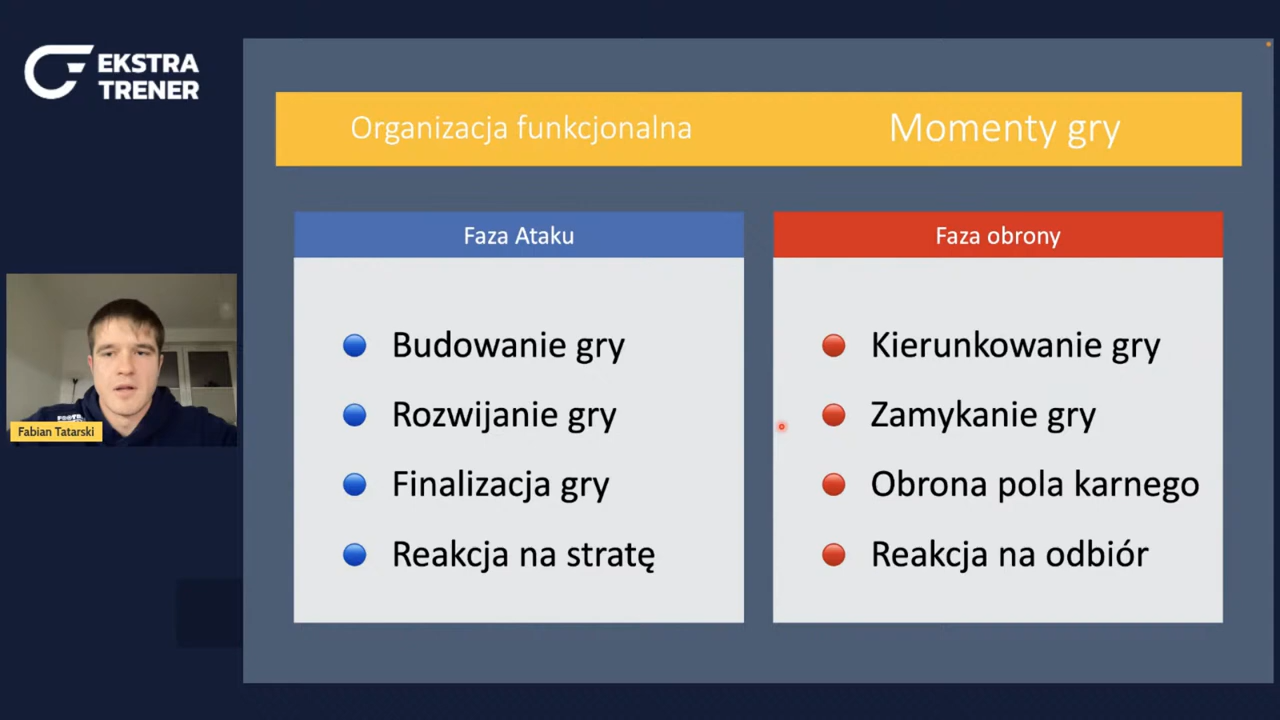 EKSTRA
TRENER
Organizacja funkcjonalna
Momenty gry
Faza Ataku
Budowanie gry
Rozwijanie gry
Finalizacja gry
Reakcja na stratę
Faza obrony
Kierunkowanie gry
Zamykanie gry
Obrona pola karnego
Reakcja na odbiór
Fabian Tatarski